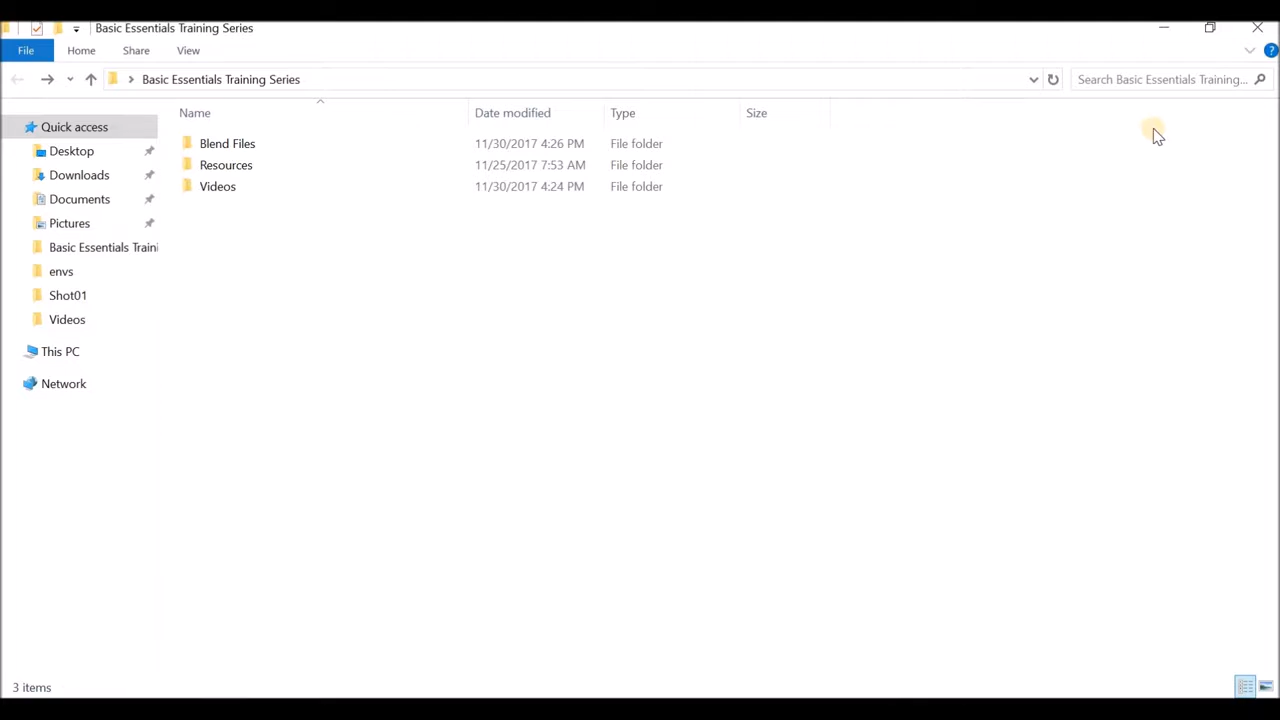 Basic Essentials Training Series
File Home Share View
Basic Essentials Training Series Search Basic Essentials Training...
Name Date modified Type Size
Quick access
Desktop
Downloads
Documents
Pictures
Basic Essentials Traini
envs
Shot01
Videos
This PC
Network
Blend Files 11/30/2017 4:26 PM File folder
Resources 11/25/2017 7:53 AM File folder
Videos 11/30/2017 4:24 PM File folder
3 items